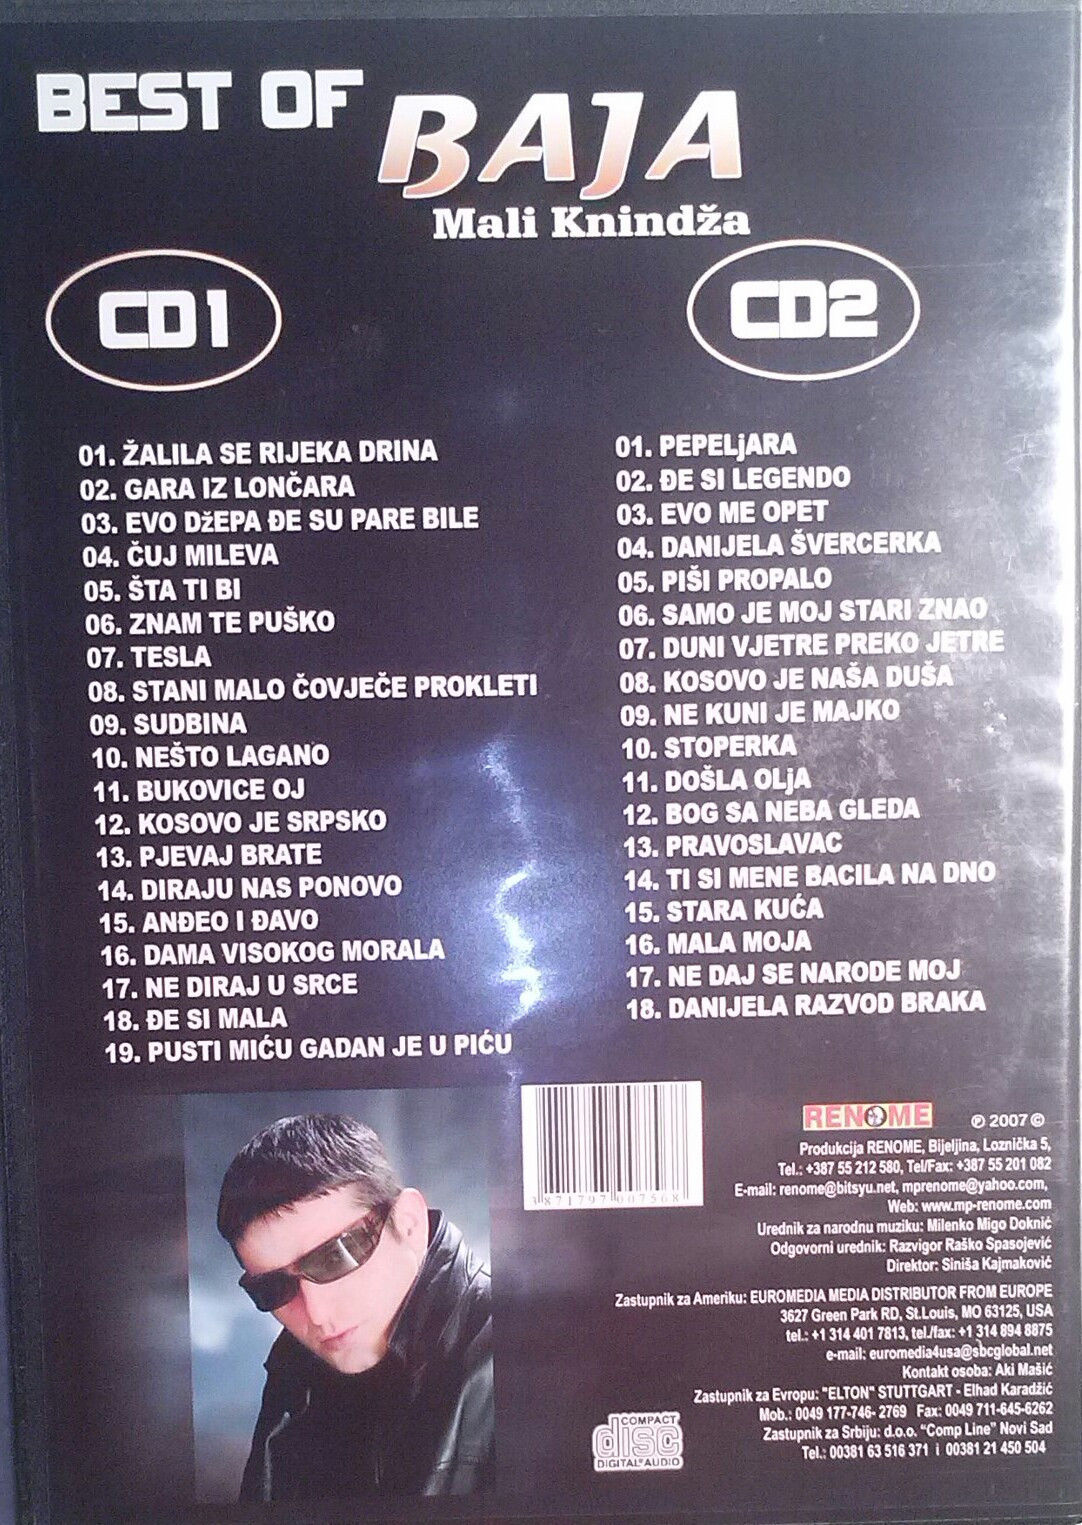 BEST OF
BAJA
Mali Knindža
CD1
01. ŽALILA SE RIJEKA DRINA
02. GARA IZ LONČARA
03. EVO DžEPA ĐE SU PARE BILE
04. ČUJ MILEVA
05. ŠTA TI BI
06. ZNAM TE PUŠKO
07. TESLA
08. STANI MALO ČOVJEČE PROKLETI
09. SUDBINA
10. NEŠTO LAGANO
11. BUKOVICE OJ
12. KOSOVO JE SRPSKO
13. PJEVAJ BRATE
14. DIRAJU NAS PONOVO
15. ANĐEO I ĐAVO
16. DAMA VISOKOG MORALA
17. NE DIRAJ U SRCE
18. ĐE SI MALA
19. PUSTI MIĆU GADAN JE U PIĆU
CD2
01. PEPELjARA
02. ĐE SI LEGENDO
03. EVO ME OPET
04. DANIJELA ŠVERCERKA
05. PIŠI PROPALO
06. SAMO JE MOJ STARI ZNAO
07. DUNI VJETRE PREKO JETRE
08. KOSOVO JE NAŠA DUŠA
09. NE KUNI JE MAJKO
10. STOPERKA
11. DOŠLA OLjA
12. BOG SA NEBA GLEDA
13. PRAVOSLAVAC
14. TI SI MENE BACILA NA DNO
15. STARA KUĆA
16. MALA MOJA
17. NE DAJ SE NARODE MOJ
18. DANIJELA RAZVOD BRAKA
3871797007568
RENOME ℗ 2007 ©
Produkcija RENOME, Bijeljina, Loznička 5,
Tel.: +387 55 212 580, Tel/Fax: +387 55 201 082
E-mail: renome@bitsyu.net, mprenome@yahoo.com,
Web: www.mp-renome.com
Urednik za narodnu muziku: Milenko Migo Doknić
Odgovorni urednik: Razvigor Raško Spasojević
Direktor: Siniša Kajmaković
Zastupnik za Ameriku: EUROMEDIA MEDIA DISTRIBUTOR FROM EUROPE
3627 Green Park RD, St.Louis, MO 63125, USA
tel.: +1 314 401 7813, tel./fax: +1 314 894 8875
e-mail: euromedia4usa@sbcglobal.net
Kontakt osoba: Aki Mašić
Zastupnik za Evropu: "ELTON" STUTTGART - Elhad Karadžić
Mob.: 0049 177-746- 2769 Fax: 0049 711-645-6262
Zastupnik za Srbiju: d.o.o. “Comp Line” Novi Sad
Tel.: 00381 63 516 371 i 00381 21 450 504
COMPACT
disc
DIGITAL AUDIO